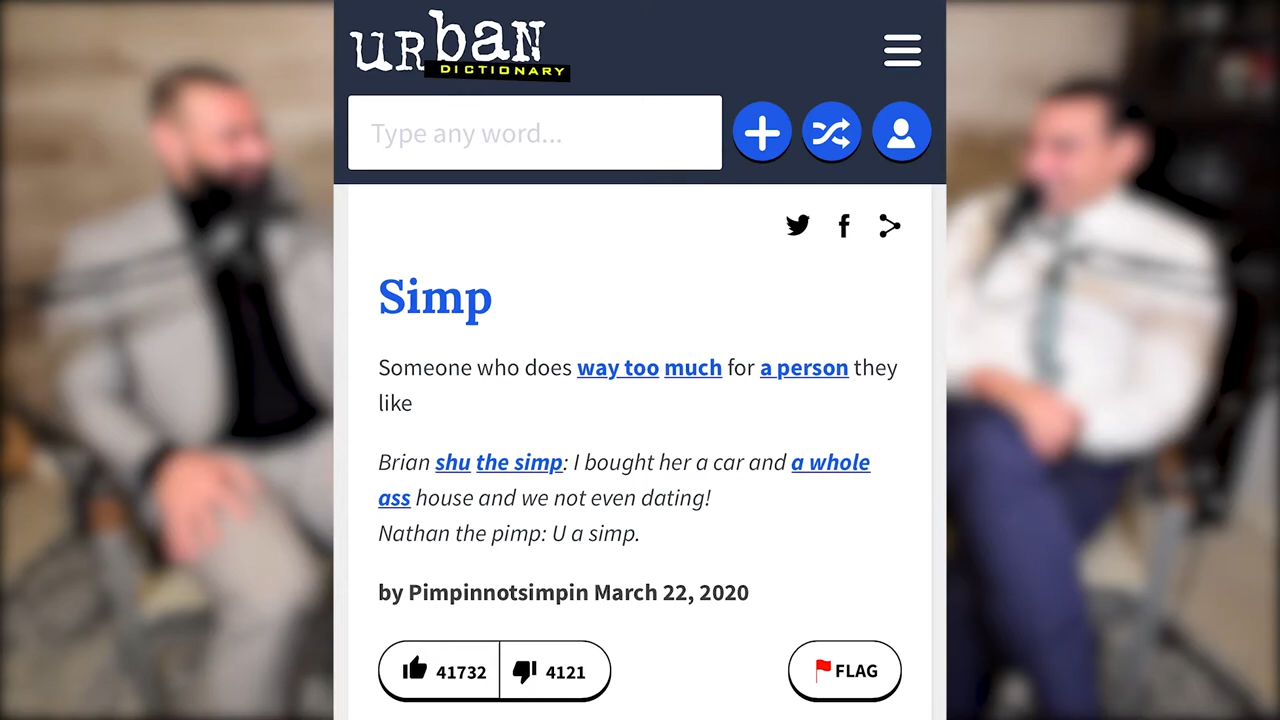 urban
DICTIONARY
Type any word...
Simp
Someone who does way too much for a person they
like
Brian shu the simp: I bought her a car and a whole
ass house and we not even dating!
Nathan the pimp: U a simp.
by Pimpinnotsimpin March 22, 2020
41732 4121 FLAG